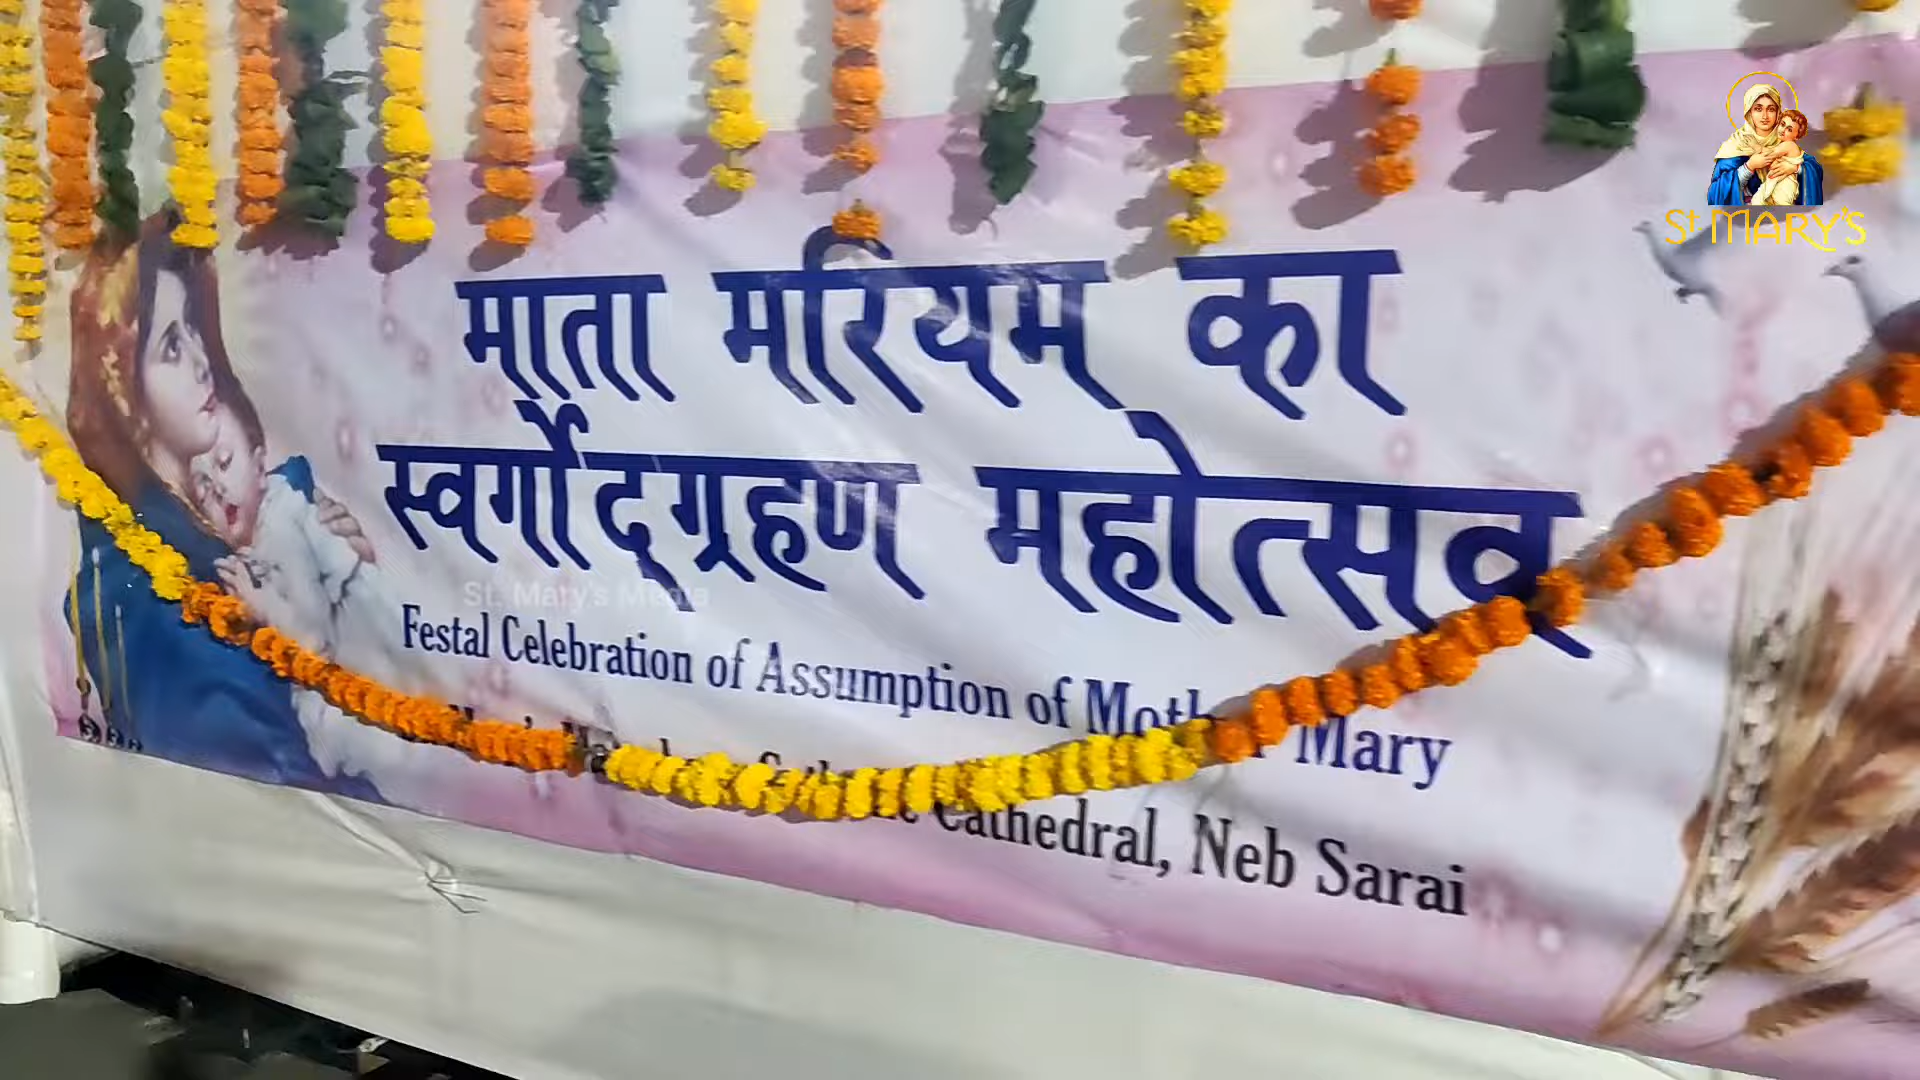 St MARY'S
माता मरियम का
स्वर्गोद्ग्रहण महोत्सव
St. Mary's Media
Festal Celebration of Assumption of Mother Mary
Cathedral, Neb Sarai